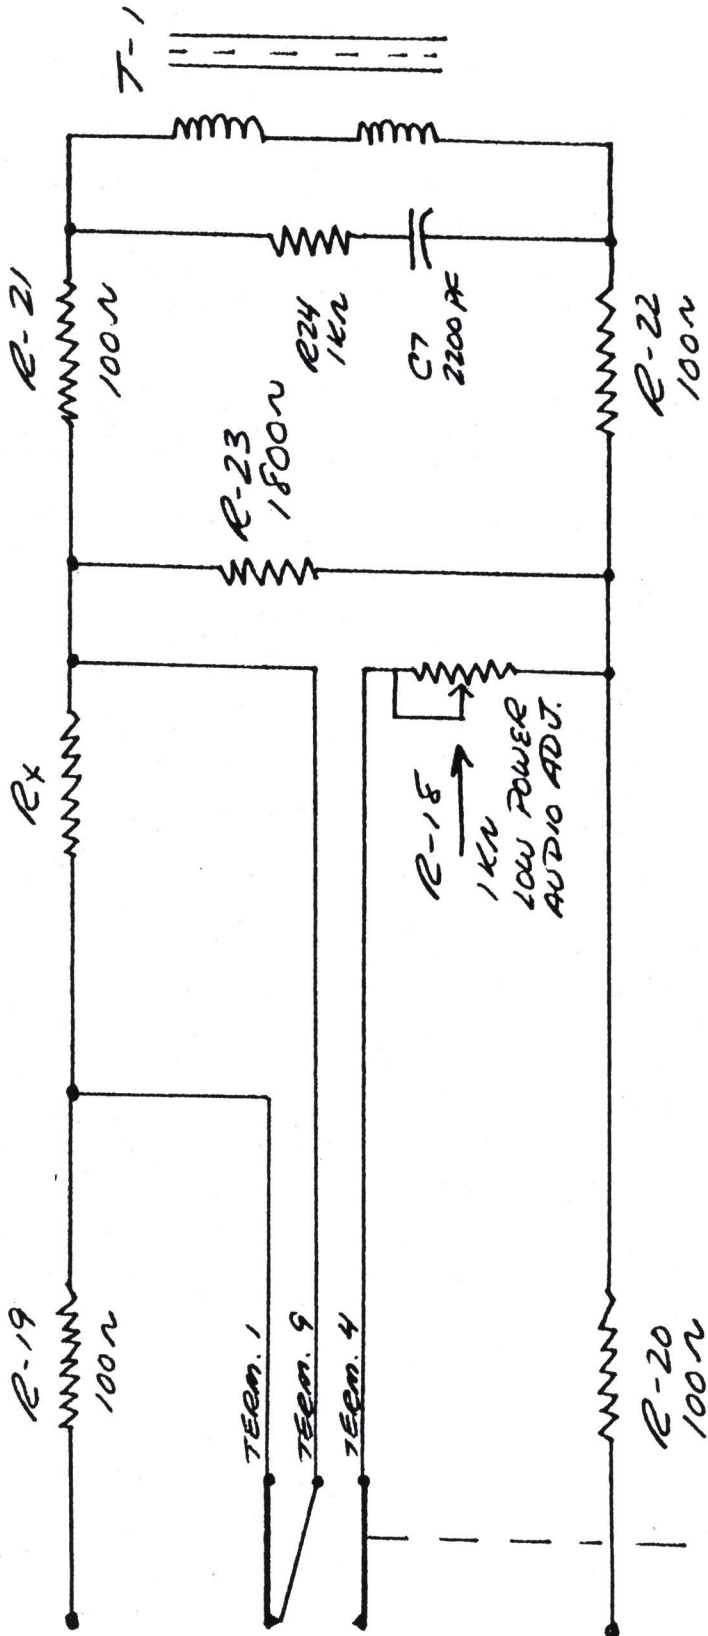 R-19
100Ω
RX
R-21
100Ω
T-1
R-23
1800Ω
R24
1KΩ
C7
2200PF
TERM. 1
TERM. 9
TERM. 4
R-18
1KΩ
LOW POWER
AUDIO ADJ.
R-20
100Ω
R-22
100Ω